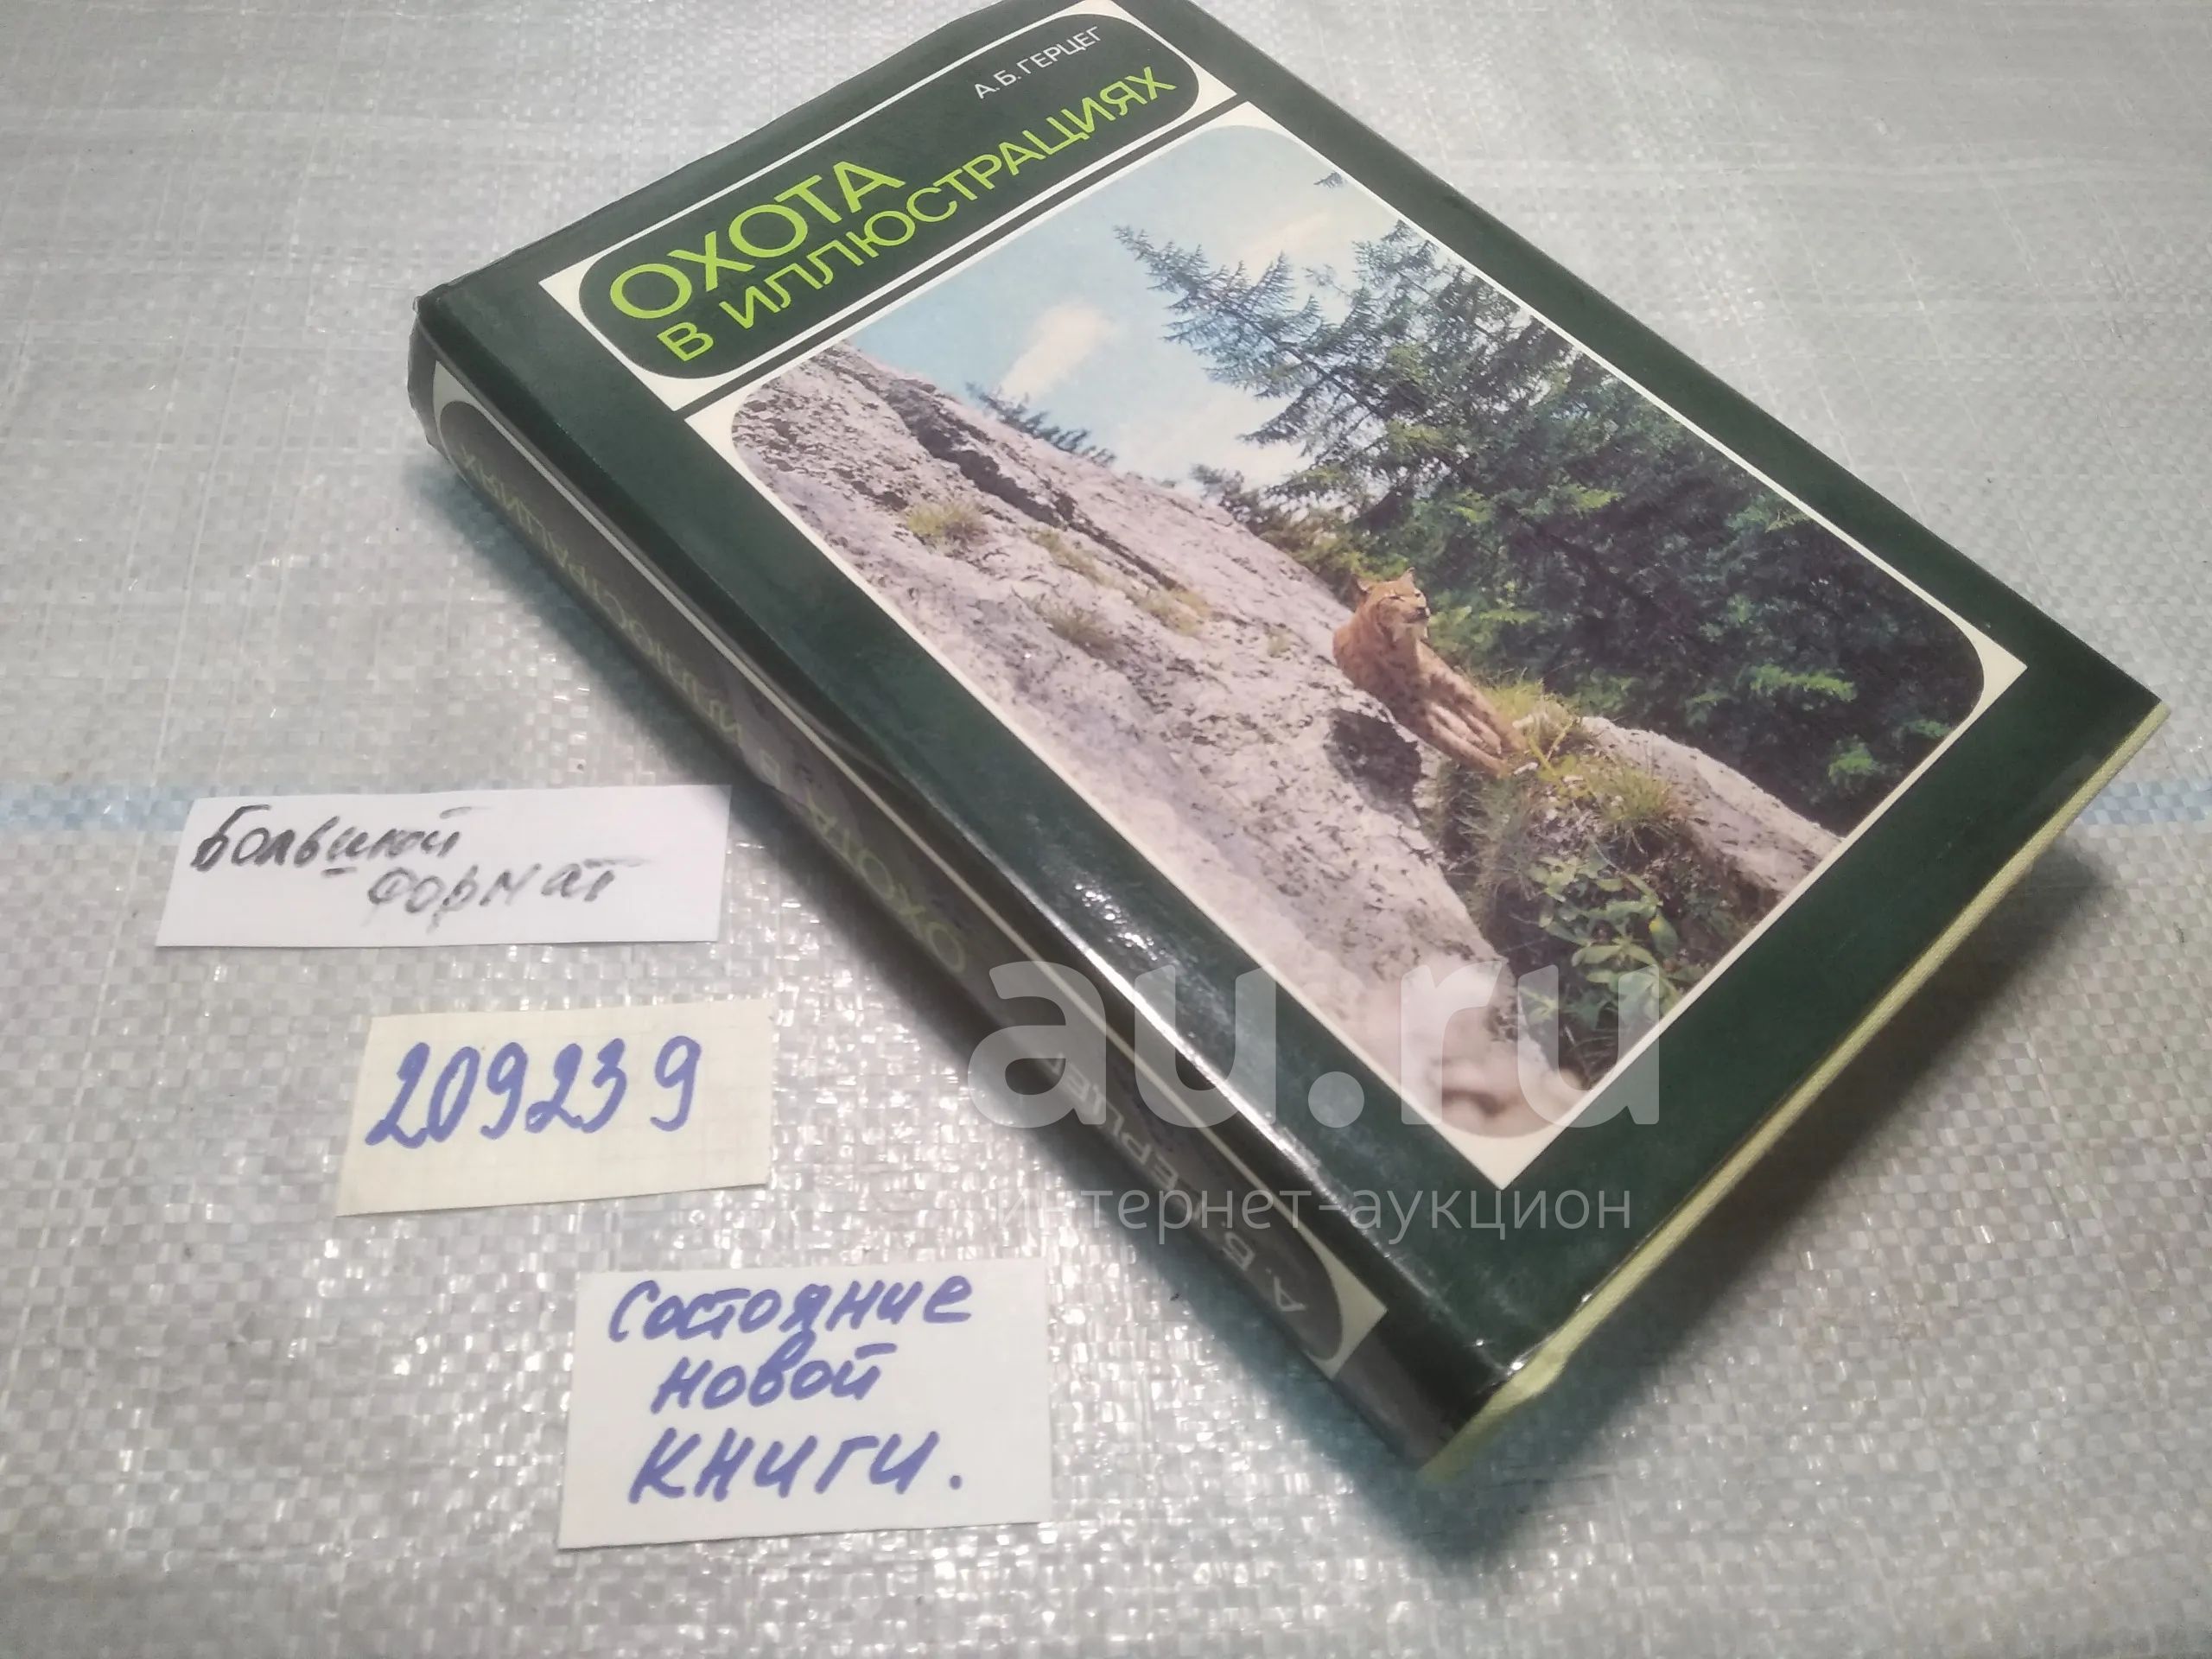 А. Б. ГЕРЦЕГ
ОХОТА
В ИЛЛЮСТРАЦИЯХ
А. Б. ГЕРЦЕГ ОХОТА В ИЛЛЮСТРАЦИЯХ
Большой
формат
209239
Состояние
новой
книги.
au.ru
интернет-аукцион